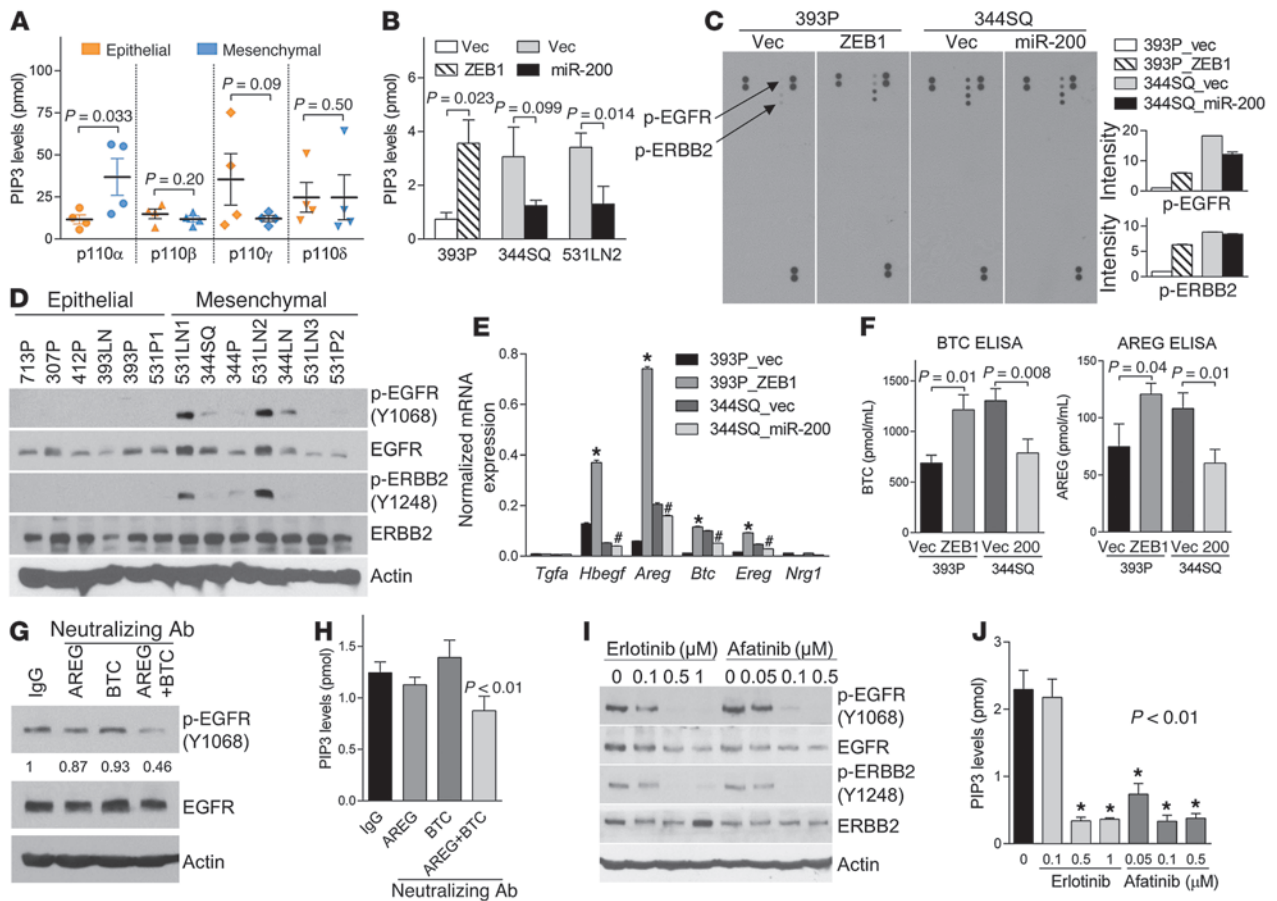 A
Epithelial
Mesenchymal
PIP3 levels (pmol)
100
75
50
25
0
P = 0.033
P = 0.20
P = 0.09
P = 0.50
p110α
p110β
p110γ
p110δ
B
Vec
Vec
ZEB1
miR-200
PIP3 levels (pmol)
6
4
2
0
P = 0.023
P = 0.099
P = 0.014
393P
344SQ
531LN2
C
393P
344SQ
Vec
ZEB1
Vec
miR-200
p-EGFR
p-ERBB2
393P_vec
393P_ZEB1
344SQ_vec
344SQ_miR-200
Intensity
20
10
0
p-EGFR
Intensity
10
0
p-ERBB2
D
Epithelial
Mesenchymal
713P
307P
412P
393LN
393P
531P1
531LN1
344SQ
344P
531LN2
344LN
531LN3
531P2
p-EGFR
(Y1068)
EGFR
p-ERBB2
(Y1248)
ERBB2
Actin
E
Normalized mRNA
expression
0.8
0.6
0.4
0.2
0.0
393P_vec
393P_ZEB1
344SQ_vec
344SQ_miR-200
*
#
*
#
*
#
*
#
Tgfa
Hbegf
Areg
Btc
Ereg
Nrg1
F
BTC ELISA
BTC (pmol/mL)
1500
1000
500
0
P = 0.01
P = 0.008
Vec ZEB1 Vec 200
393P
344SQ
AREG ELISA
AREG (pmol/mL)
150
100
50
0
P = 0.04
P = 0.01
Vec ZEB1 Vec 200
393P
344SQ
G
Neutralizing Ab
IgG
AREG
BTC
AREG
+BTC
p-EGFR
(Y1068)
1 0.87 0.93 0.46
EGFR
Actin
H
PIP3 levels (pmol)
1.5
1.0
0.5
0.0
P < 0.01
IgG
AREG
BTC
AREG+BTC
Neutralizing Ab
I
Erlotinib (μM)
Afatinib (μM)
0 0.1 0.5 1 0 0.05 0.1 0.5
p-EGFR
(Y1068)
EGFR
p-ERBB2
(Y1248)
ERBB2
Actin
J
PIP3 levels (pmol)
3
2
1
0
P < 0.01
* * * * *
0 0.1 0.5 1 0.05 0.1 0.5
Erlotinib
Afatinib (μM)